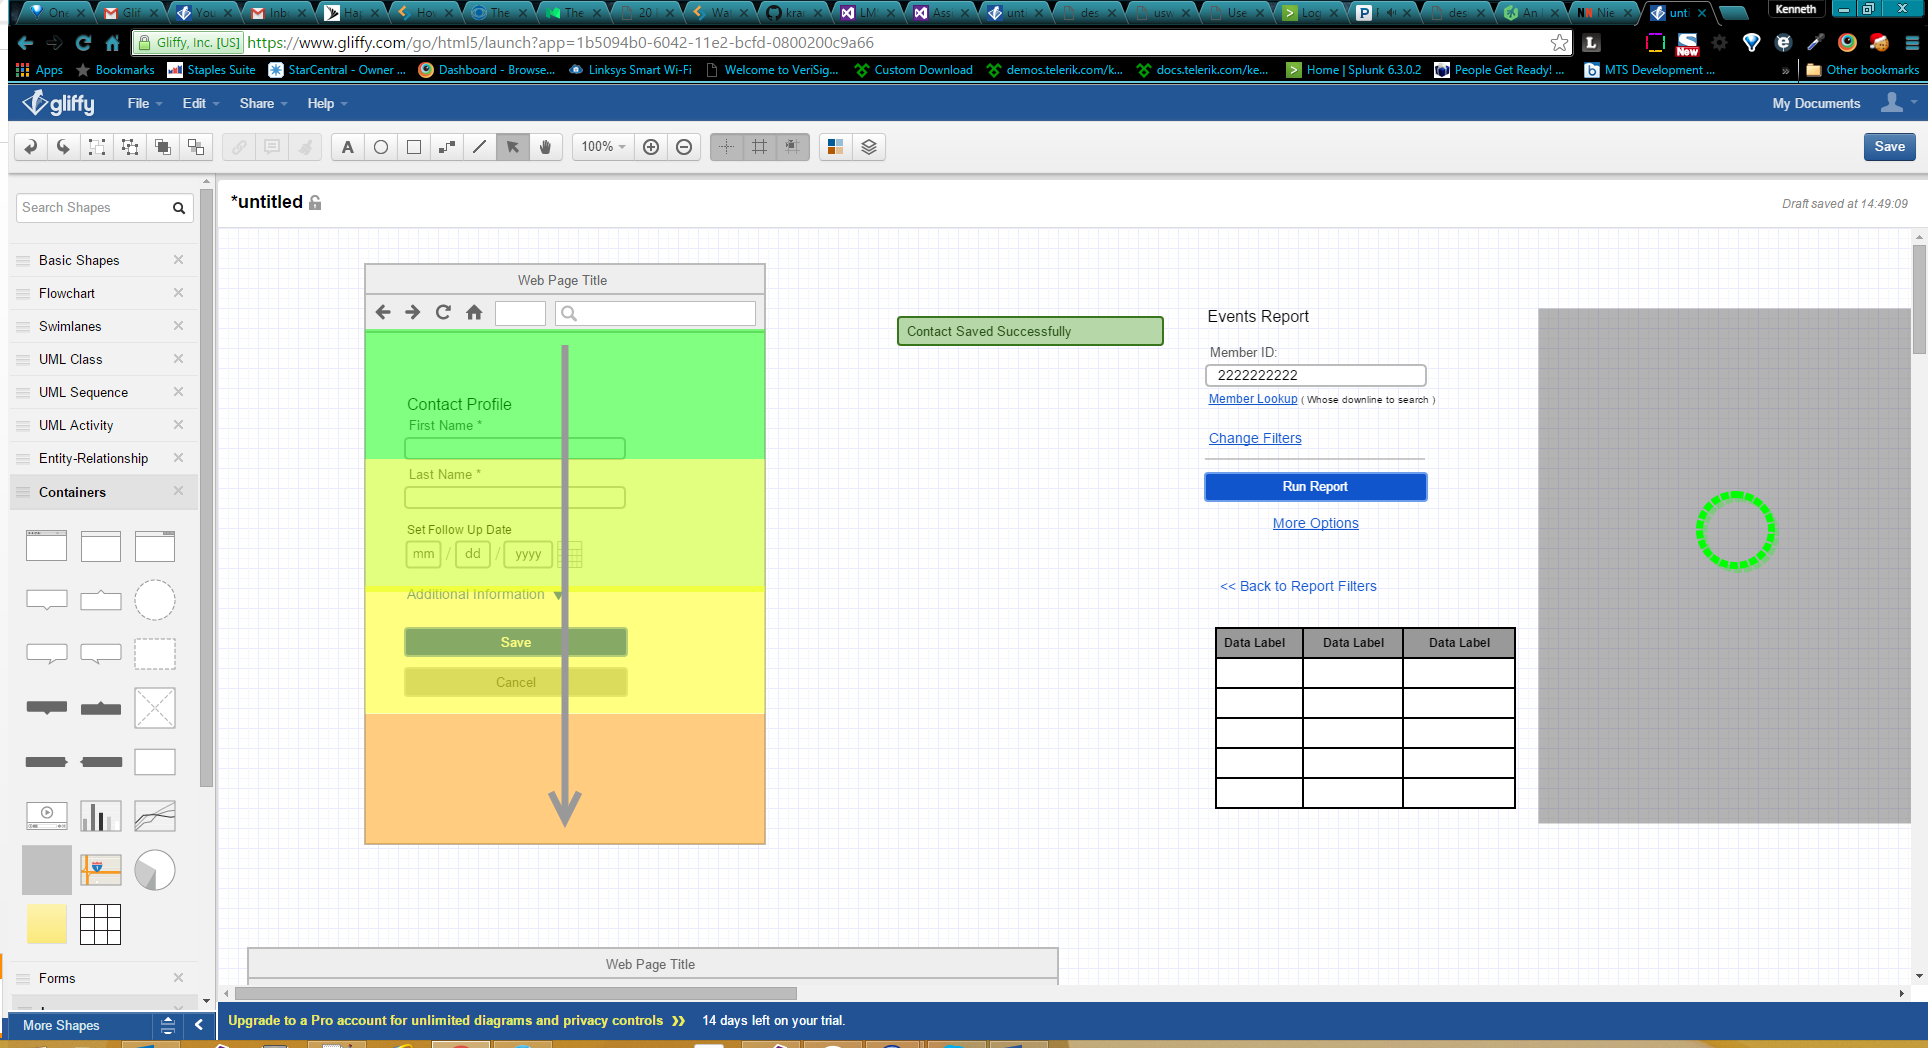 One
Glif
You
Inb
Ha
How
The
The
20
Wa
kra
LM
Ass
unt
des
usw
Use
Log
des
An
Nie
unti
Kenneth
Gliffy, Inc. [US] https://www.gliffy.com/go/html5/launch?app=1b5094b0-6042-11e2-bcfd-0800200c9a66
Apps Bookmarks Staples Suite StarCentral - Owner ... Dashboard - Browse... Linksys Smart Wi-Fi Welcome to VeriSig... Custom Download demos.telerik.com/k... docs.telerik.com/ke... Home | Splunk 6.3.0.2 People Get Ready! ... MTS Development ... » Other bookmarks
gliffy File Edit Share Help My Documents
A 100% Save
Search Shapes
*untitled
Draft saved at 14:49:09
Basic Shapes
Flowchart
Swimlanes
UML Class
UML Sequence
UML Activity
Entity-Relationship
Containers
Forms
More Shapes
Web Page Title
Contact Profile
First Name *
Last Name *
Set Follow Up Date
mm / dd / yyyy
Additional Information
Save
Cancel
Contact Saved Successfully
Events Report
Member ID:
2222222222
Member Lookup ( Whose downline to search )
Change Filters
Run Report
More Options
<< Back to Report Filters
Data Label Data Label Data Label
Web Page Title
Upgrade to a Pro account for unlimited diagrams and privacy controls 14 days left on your trial.